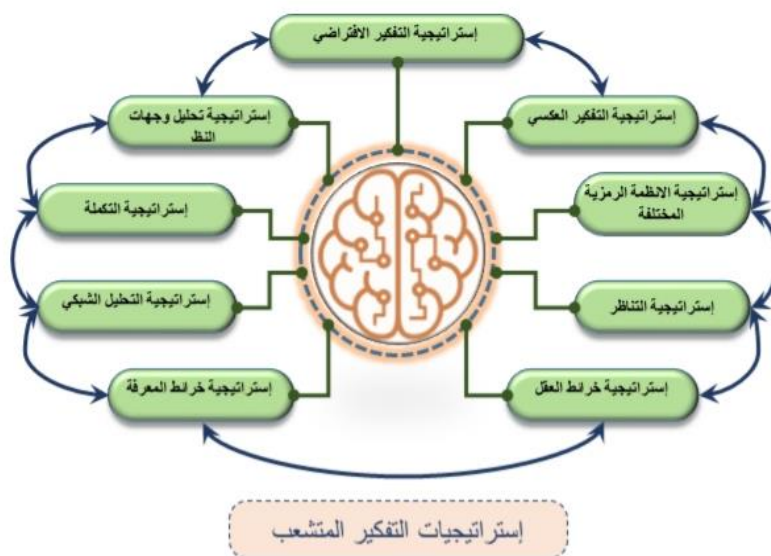 إستراتيجية التفكير الافتراضي
إستراتيجية التفكير العكسي
إستراتيجية تحليل وجهات
النظ
إستراتيجية الانظمة الرمزية
المختلفة
إستراتيجية التكملة
إستراتيجية التناظر
إستراتيجية التحليل الشبكي
إستراتيجية خرائط العقل
إستراتيجية خرائط المعرفة
إستراتيجيات التفكير المتشعب